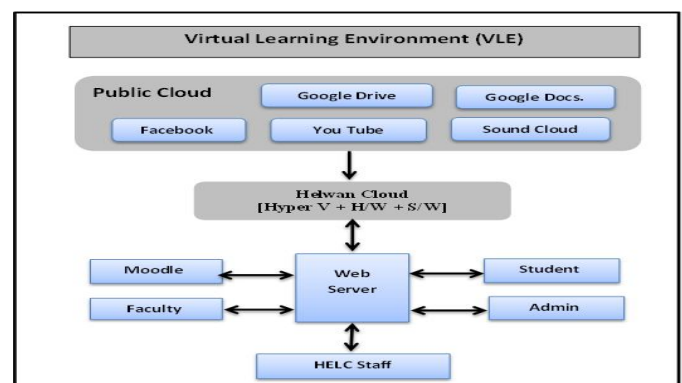 Virtual Learning Environment (VLE)
Public Cloud
Google Drive
Google Docs.
Facebook
You Tube
Sound Cloud
Helwan Cloud
[Hyper V + H/W + S/W]
Moodle
Web
Server
Student
Faculty
Admin
HELC Staff